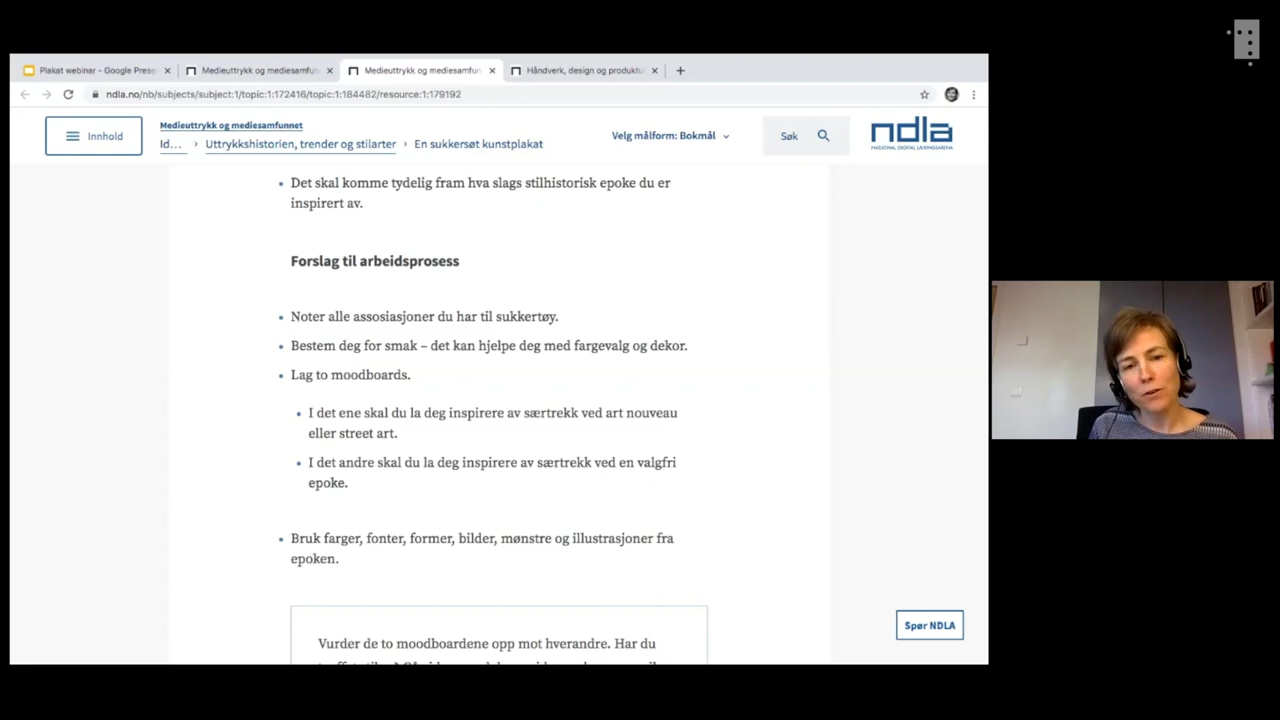 Plakat webinar - Google Prese
Medieuttrykk og mediesamfun
Medieuttrykk og mediesamfun
Håndverk, design og produktu
ndla.no/nb/subjects/subject:1/topic:1:172416/topic:1:184482/resource:1:179192
Innhold
Medieuttrykk og mediesamfunnet
Id... › Uttrykkshistorien, trender og stilarter › En sukkersøt kunstplakat
Velg målform: Bokmål
Søk
ndla
NASJONAL DIGITAL LÆRINGSARENA
• Det skal komme tydelig fram hva slags stilhistorisk epoke du er
inspirert av.
Forslag til arbeidsprosess
• Noter alle assosiasjoner du har til sukkertøy.
• Bestem deg for smak – det kan hjelpe deg med fargevalg og dekor.
• Lag to moodboards.
• I det ene skal du la deg inspirere av særtrekk ved art nouveau
eller street art.
• I det andre skal du la deg inspirere av særtrekk ved en valgfri
epoke.
• Bruk farger, fonter, former, bilder, mønstre og illustrasjoner fra
epoken.
Vurder de to moodboardene opp mot hverandre. Har du
Spør NDLA